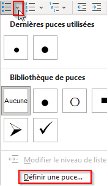 Dernières puces utilisées
Bibliothèque de puces
Aucune
Modifier le niveau de liste
Définir une puce...